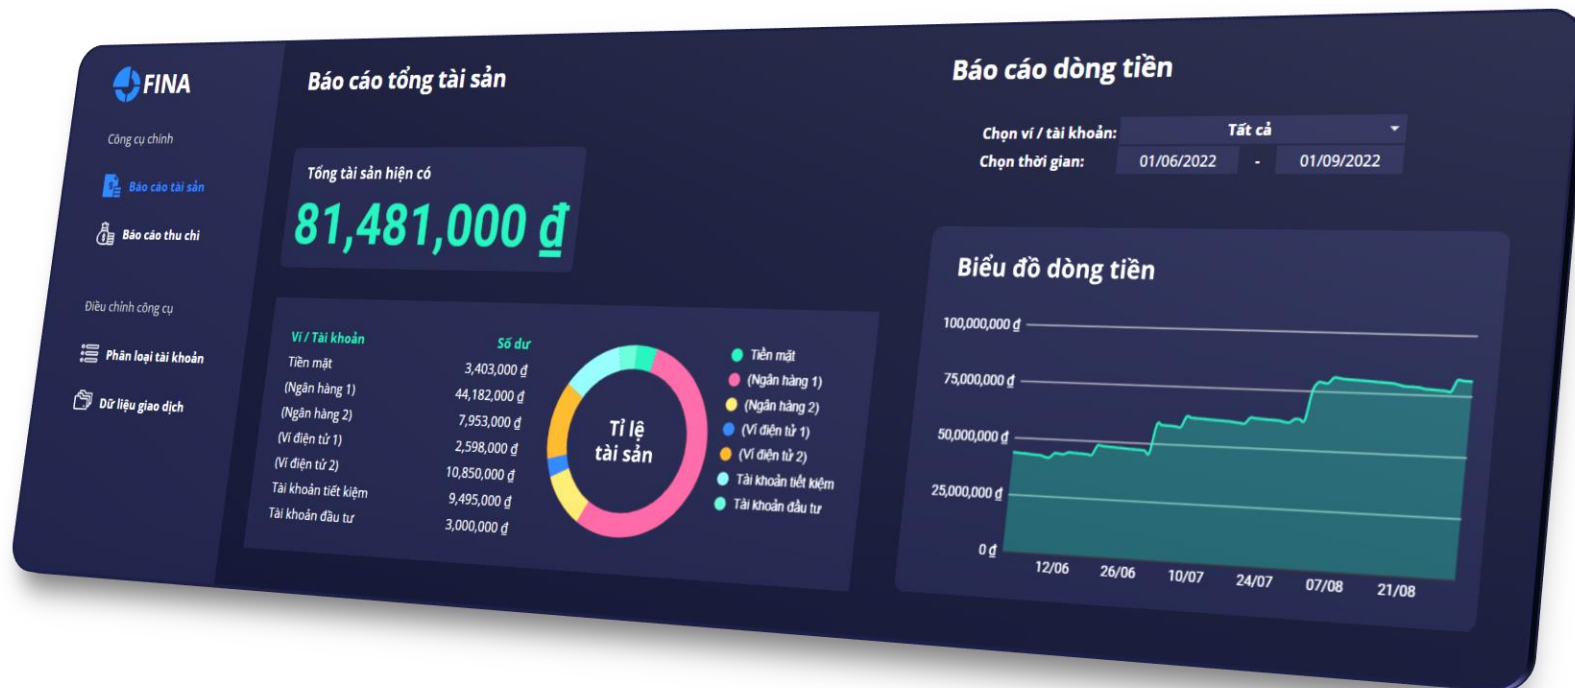 FINA
Công cụ chính
Báo cáo tài sản
Báo cáo thu chi
Điều chỉnh công cụ
Phân loại tài khoản
Dữ liệu giao dịch
Báo cáo tổng tài sản
Tổng tài sản hiện có
81,481,000 ₫
Ví / Tài khoản Số dư
Tiền mặt 3,403,000 ₫
(Ngân hàng 1) 44,182,000 ₫
(Ngân hàng 2) 7,953,000 ₫
(Ví điện tử 1) 2,598,000 ₫
(Ví điện tử 2) 10,850,000 ₫
Tài khoản tiết kiệm 9,495,000 ₫
Tài khoản đầu tư 3,000,000 ₫
Tỉ lệ
tài sản
Tiền mặt
(Ngân hàng 1)
(Ngân hàng 2)
(Ví điện tử 1)
(Ví điện tử 2)
Tài khoản tiết kiệm
Tài khoản đầu tư
Báo cáo dòng tiền
Chọn ví / tài khoản: Tất cả
Chọn thời gian: 01/06/2022 - 01/09/2022
Biểu đồ dòng tiền
100,000,000 ₫
75,000,000 ₫
50,000,000 ₫
25,000,000 ₫
0 ₫
12/06 26/06 10/07 24/07 07/08 21/08